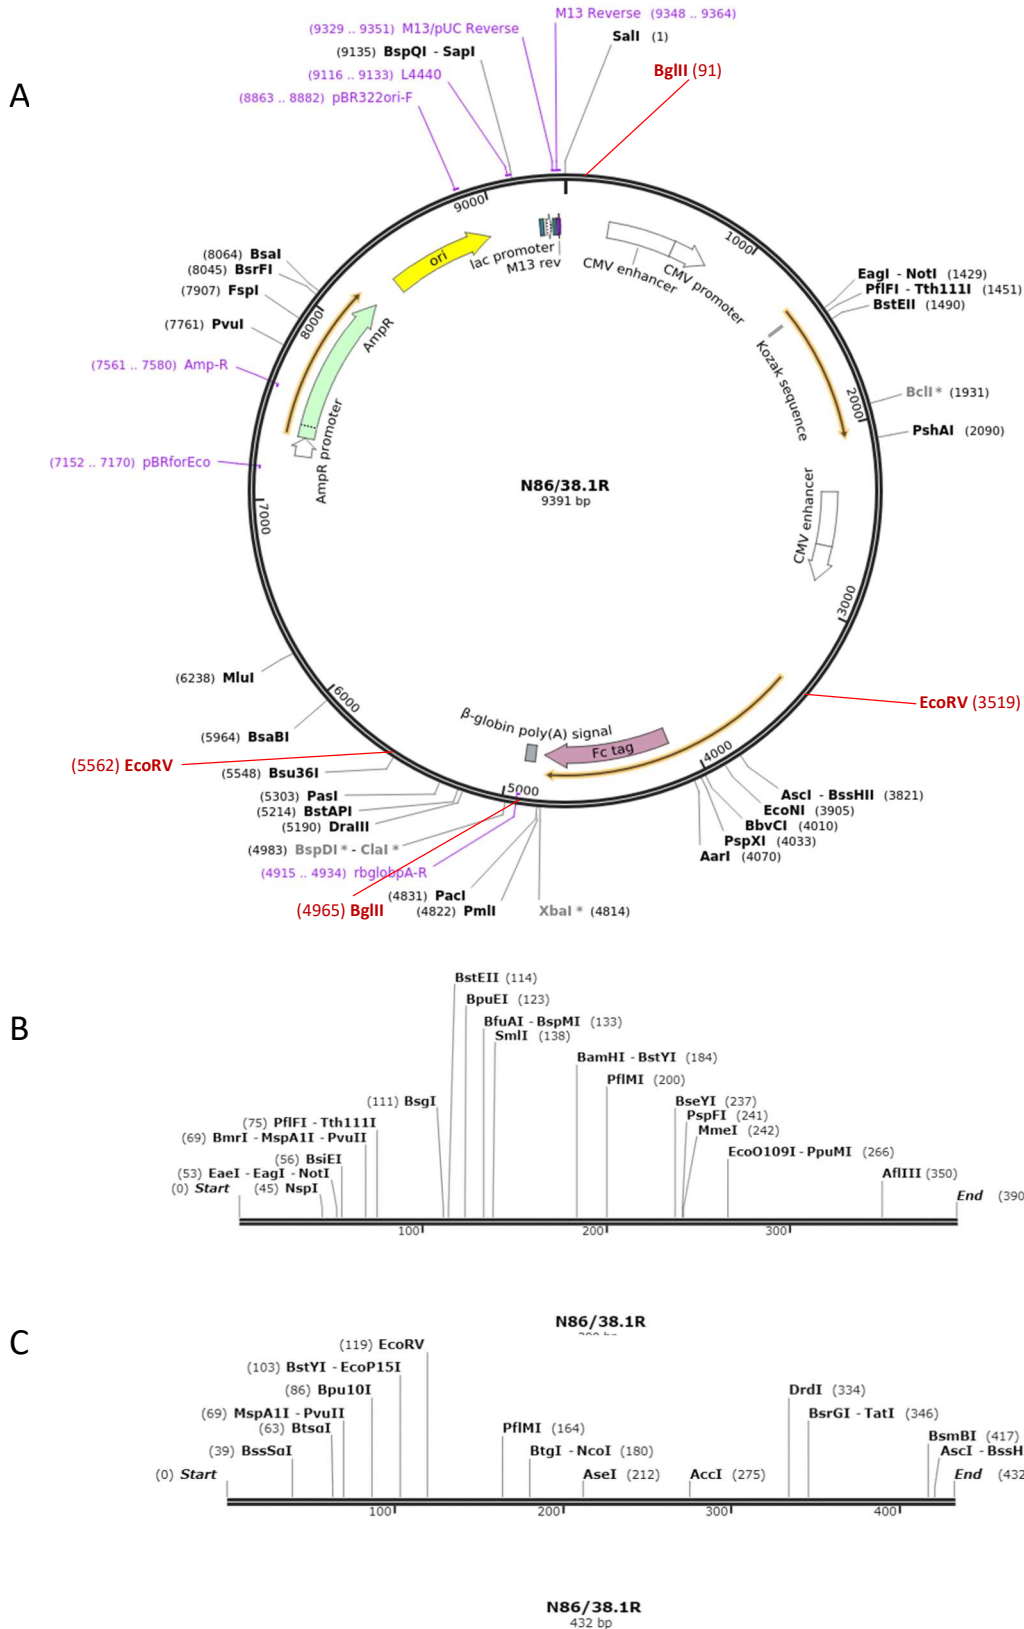 A
M13 Reverse (9348 .. 9364)
(9329 .. 9351) M13/pUC Reverse
SalI (1)
(9135) BspQI - SapI
BglII (91)
(9116 .. 9133) L4440
(8863 .. 8882) pBR322ori-F
9000
1000
ori
lac promoter
M13 rev
CMV enhancer
CMV promoter
(8064) BsaI
(8045) BsrFI
(7907) FspI
(7761) PvuI
8000
AmpR
(7561 .. 7580) Amp-R
EagI - NotI (1429)
PflFI - Tth111I (1451)
BstEII (1490)
Kozak sequence
BclI * (1931)
2000
PshAI (2090)
AmpR promoter
(7152 .. 7170) pBRforEco
7000
N86/38.1R
9391 bp
CMV enhancer
3000
(6238) MluI
6000
EcoRV (3519)
(5964) BsaBI
β-globin poly(A) signal
Fc tag
4000
(5562) EcoRV
(5548) Bsu36I
5000
(5303) PasI
(5214) BstAPI
(5190) DraIII
(4983) BspDI * - ClaI *
(4915 .. 4934) rbglobpA-R
(4831) PacI
(4965) BglII
(4822) PmlI
XbaI * (4814)
AscI - BssHII (3821)
EcoNI (3905)
BbvCI (4010)
PspXI (4033)
AarI (4070)
B
BstEII (114)
BpuEI (123)
BfuAI - BspMI (133)
SmlI (138)
BamHI - BstYI (184)
PflMI (200)
(111) BsgI
BseYI (237)
(75) PflFI - Tth111I
PspFI (241)
(69) BmrI - MspA1I - PvuII
MmeI (242)
(56) BsiEI
EcoO109I - PpuMI (266)
(53) EaeI - EagI - NotI
AflIII (350)
(0) Start (45) NspI
End (390
100 200 300
N86/38.1R
C
(119) EcoRV
(103) BstYI - EcoP15I
(86) Bpu10I
DrdI (334)
(69) MspA1I - PvuII
BsrGI - TatI (346)
(63) BtsαI
PflMI (164)
BsmBI (417)
(39) BssSαI
BtgI - NcoI (180)
AscI - BssH
(0) Start
AseI (212)
AccI (275)
End (432
100 200 300 400
N86/38.1R
432 bp